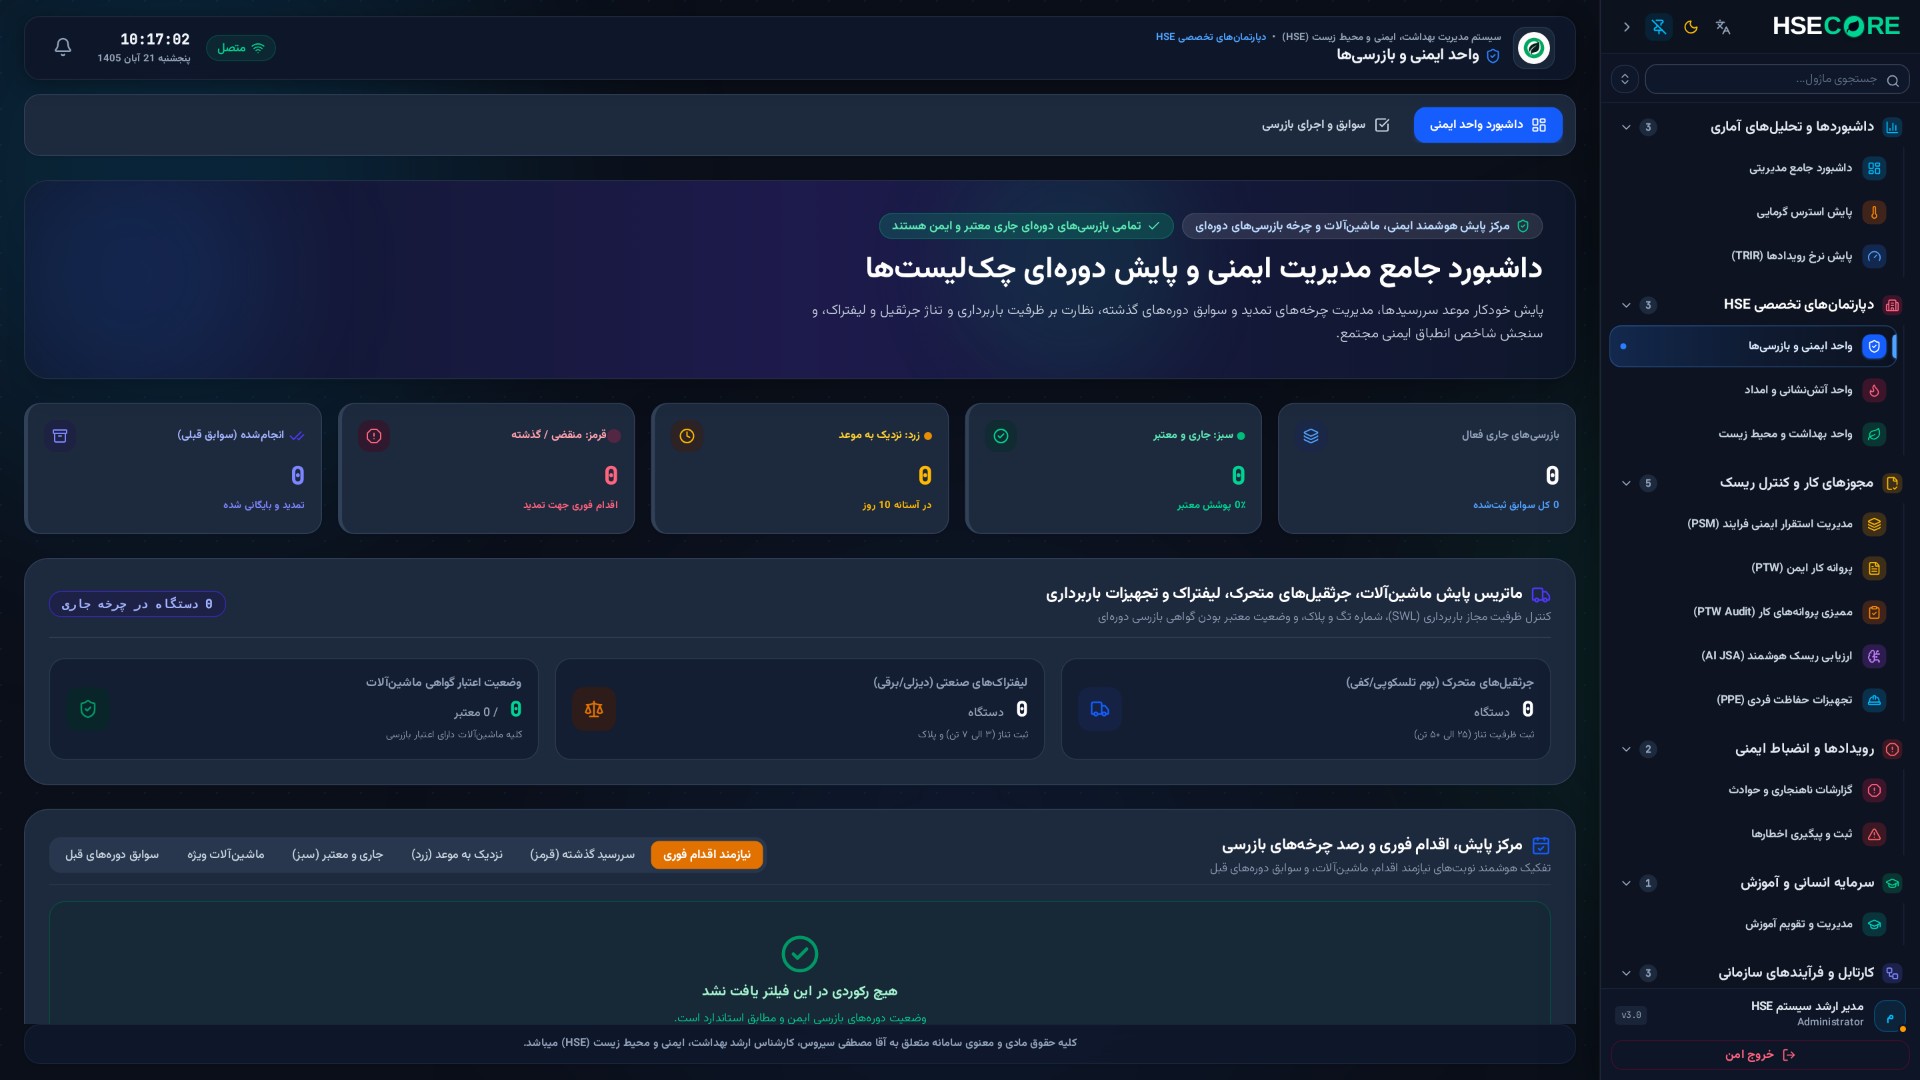 HSECORE
جستجوی ماژول...
داشبوردها و تحلیل‌های آماری
3
داشبورد جامع مدیریتی
پایش استرس گرمایی
پایش نرخ رویدادها (TRIR)
دپارتمان‌های تخصصی HSE
3
واحد ایمنی و بازرسی‌ها
واحد آتش‌نشانی و امداد
واحد بهداشت و محیط زیست
مجوزهای کار و کنترل ریسک
5
مدیریت استقرار ایمنی فرایند (PSM)
پروانه کار ایمن (PTW)
ممیزی پروانه‌های کار (PTW Audit)
ارزیابی ریسک هوشمند (AI JSA)
تجهیزات حفاظت فردی (PPE)
رویدادها و انضباط ایمنی
2
گزارشات ناهنجاری و حوادث
ثبت و پیگیری اخطارها
سرمایه انسانی و آموزش
1
مدیریت و تقویم آموزش
کارتابل و فرآیندهای سازمانی
3
م
مدیر ارشد سیستم HSE
Administrator
v3.0
خروج امن
سیستم مدیریت بهداشت، ایمنی و محیط زیست (HSE) • دپارتمان‌های تخصصی HSE
واحد ایمنی و بازرسی‌ها
متصل
10:17:02
پنجشنبه 21 آبان 1405
داشبورد واحد ایمنی
سوابق و اجرای بازرسی
مرکز پایش هوشمند ایمنی، ماشین‌آلات و چرخه بازرسی‌های دوره‌ای
تمامی بازرسی‌های دوره‌ای جاری معتبر و ایمن هستند
داشبورد جامع مدیریت ایمنی و پایش دوره‌ای چک‌لیست‌ها
پایش خودکار موعد سررسیدها، مدیریت چرخه‌های تمدید و سوابق دوره‌های گذشته، نظارت بر ظرفیت باربرداری و تناژ جرثقیل و لیفتراک، و
سنجش شاخص انطباق ایمنی مجتمع.
بازرسی‌های جاری فعال
0
0 کل سوابق ثبت‌شده
سبز: جاری و معتبر
0
0٪ پوشش معتبر
زرد: نزدیک به موعد
0
در آستانه 10 روز
قرمز: منقضی / گذشته
0
اقدام فوری جهت تمدید
انجام‌شده (سوابق قبلی)
0
تمدید و بایگانی شده
ماتریس پایش ماشین‌آلات، جرثقیل‌های متحرک، لیفتراک و تجهیزات باربرداری
کنترل ظرفیت مجاز باربرداری (SWL)، شماره تگ و پلاک، و وضعیت معتبر بودن گواهی بازرسی دوره‌ای
0 دستگاه در چرخه جاری
جرثقیل‌های متحرک (بوم تلسکوپی/کفی)
0 دستگاه
ثبت ظرفیت تناژ (۲۵ الی ۵۰ تن)
لیفتراک‌های صنعتی (دیزلی/برقی)
0 دستگاه
ثبت تناژ (۳ الی ۷ تن) و پلاک
وضعیت اعتبار گواهی ماشین‌آلات
0 / 0 معتبر
کلیه ماشین‌آلات دارای اعتبار بازرسی
مرکز پایش، اقدام فوری و رصد چرخه‌های بازرسی
تفکیک هوشمند نوبت‌های نیازمند اقدام، ماشین‌آلات، و سوابق دوره‌های قبل
نیازمند اقدام فوری
سررسید گذشته (قرمز)
نزدیک به موعد (زرد)
جاری و معتبر (سبز)
ماشین‌آلات ویژه
سوابق دوره‌های قبل
هیچ رکوردی در این فیلتر یافت نشد
وضعیت دوره‌های بازرسی ایمن و مطابق استاندارد است.
کلیه حقوق مادی و معنوی سامانه متعلق به آقا مصطفی سیروس، کارشناس ارشد بهداشت، ایمنی و محیط زیست (HSE) میباشد.